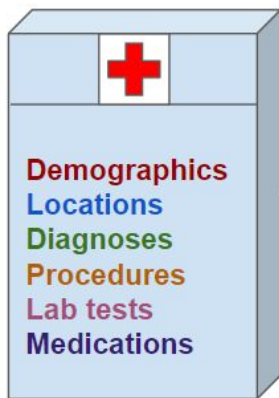 Demographics
Locations
Diagnoses
Procedures
Lab tests
Medications